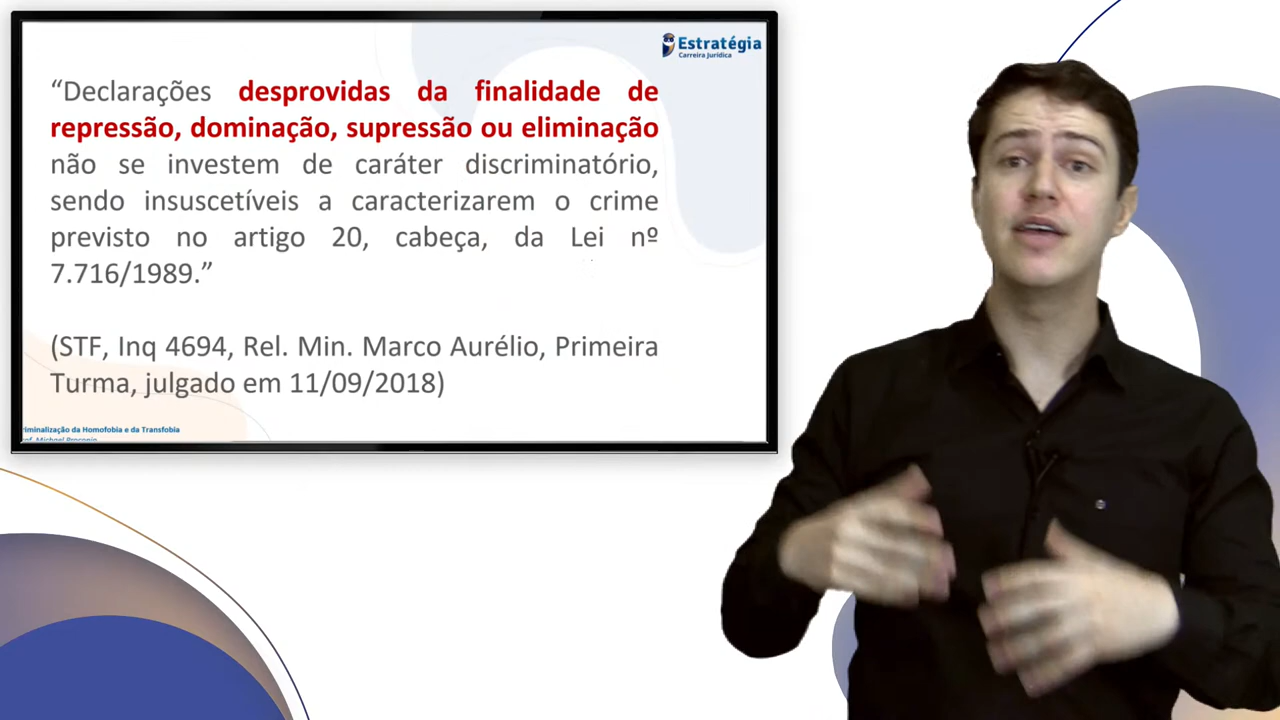 Estratégia
Carreira Jurídica
“Declarações desprovidas da finalidade de
repressão, dominação, supressão ou eliminação
não se investem de caráter discriminatório,
sendo insuscetíveis a caracterizarem o crime
previsto no artigo 20, cabeça, da Lei nº
7.716/1989.”
(STF, Inq 4694, Rel. Min. Marco Aurélio, Primeira
Turma, julgado em 11/09/2018)
riminalização da Homofobia e da Transfobia